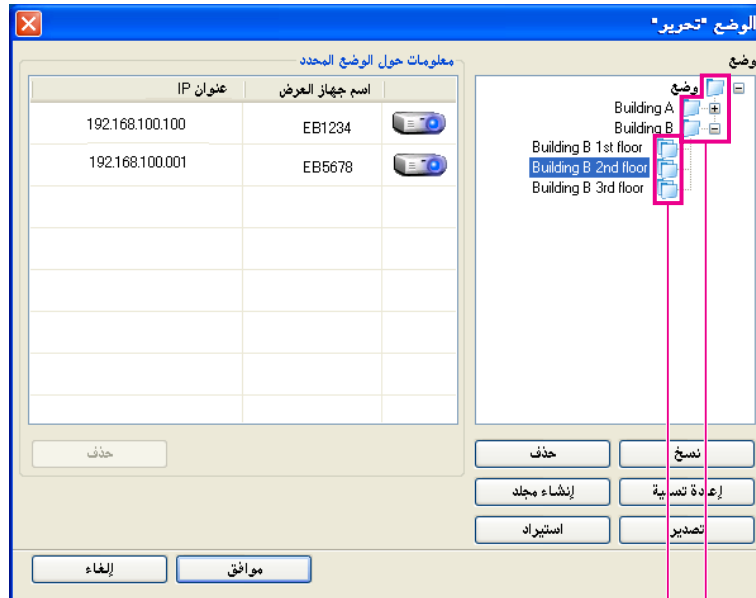 الوضع "تحرير"
وضع
وضع
Building A
Building B
Building B 1st floor
Building B 2nd floor
Building B 3rd floor
معلومات حول الوضع المحدد
اسم جهاز العرض
عنوان IP
EB1234
192.168.100.100
EB5678
192.168.100.001
نسخ
حذف
حذف
إعادة تسمية
إنشاء مجلد
تصدير
استيراد
موافق
إلغاء